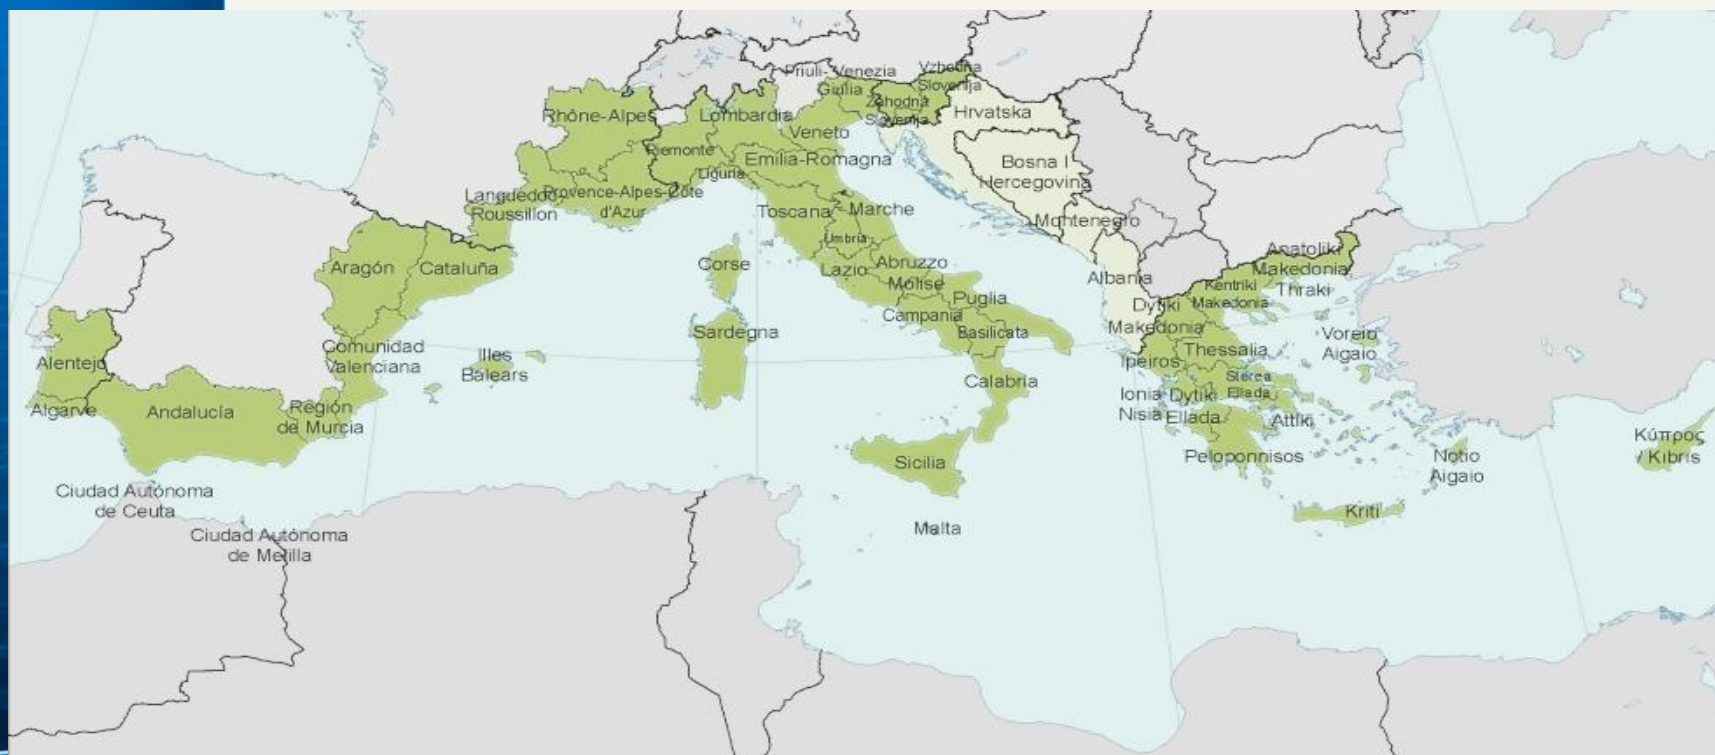 Friuli- Venezia
Giulia
Vzhodna
Slovenija
Zahodna
Slovenija
Hrvatska
Rhône-Alpes
Lombardia
Veneto
Piemonte
Emilia-Romagna
Liguria
Bosna I
Hercegovina
Languedoc-
Roussillon
Provence-Alpes-Côte
d'Azur
Toscana
Marche
Montenegro
Umbria
Aragón
Cataluña
Corse
Lazio
Abruzzo
Molise
Albania
Anatoliki
Makedonia,
Thraki
Kentriki
Makedonia
Puglia
Campania
Basilicata
Dytiki
Makedonia
Sardegna
Voreio
Aigaio
Comunidad
Valenciana
Illes
Balears
Thessalia
Ipeiros
Alentejo
Calabria
Sterea
Ellada
Algarve
Andalucía
Región
de Murcia
Ionia
Nisia
Dytiki
Ellada
Attiki
Peloponnisos
Notio
Aigaio
Κύπρος
/ Kıbrıs
Sicilia
Ciudad Autónoma
de Ceuta
Kriti
Malta
Ciudad Autónoma
de Melilla